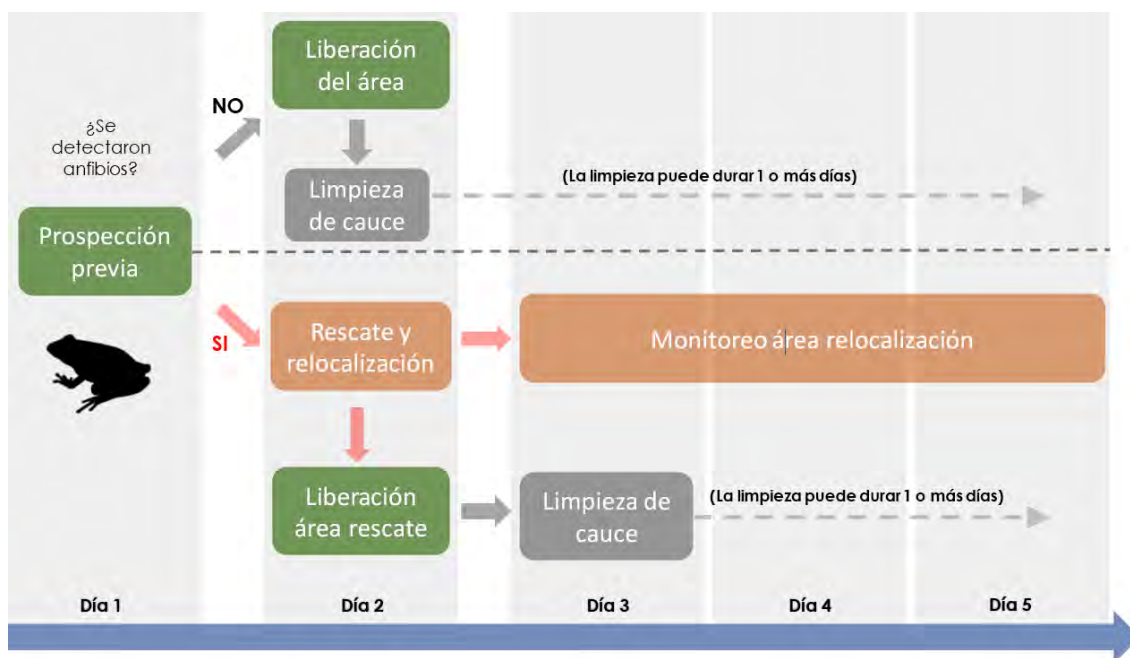 Liberación
del área
NO
¿Se
detectaron
anfibios?
Limpieza
de cauce
(La limpieza puede durar 1 o más días)
Prospección
previa
SI
Rescate y
relocalización
Monitoreo área relocalización
Liberación
área rescate
Limpieza de
cauce
(La limpieza puede durar 1 o más días)
Día 1
Día 2
Día 3
Día 4
Día 5